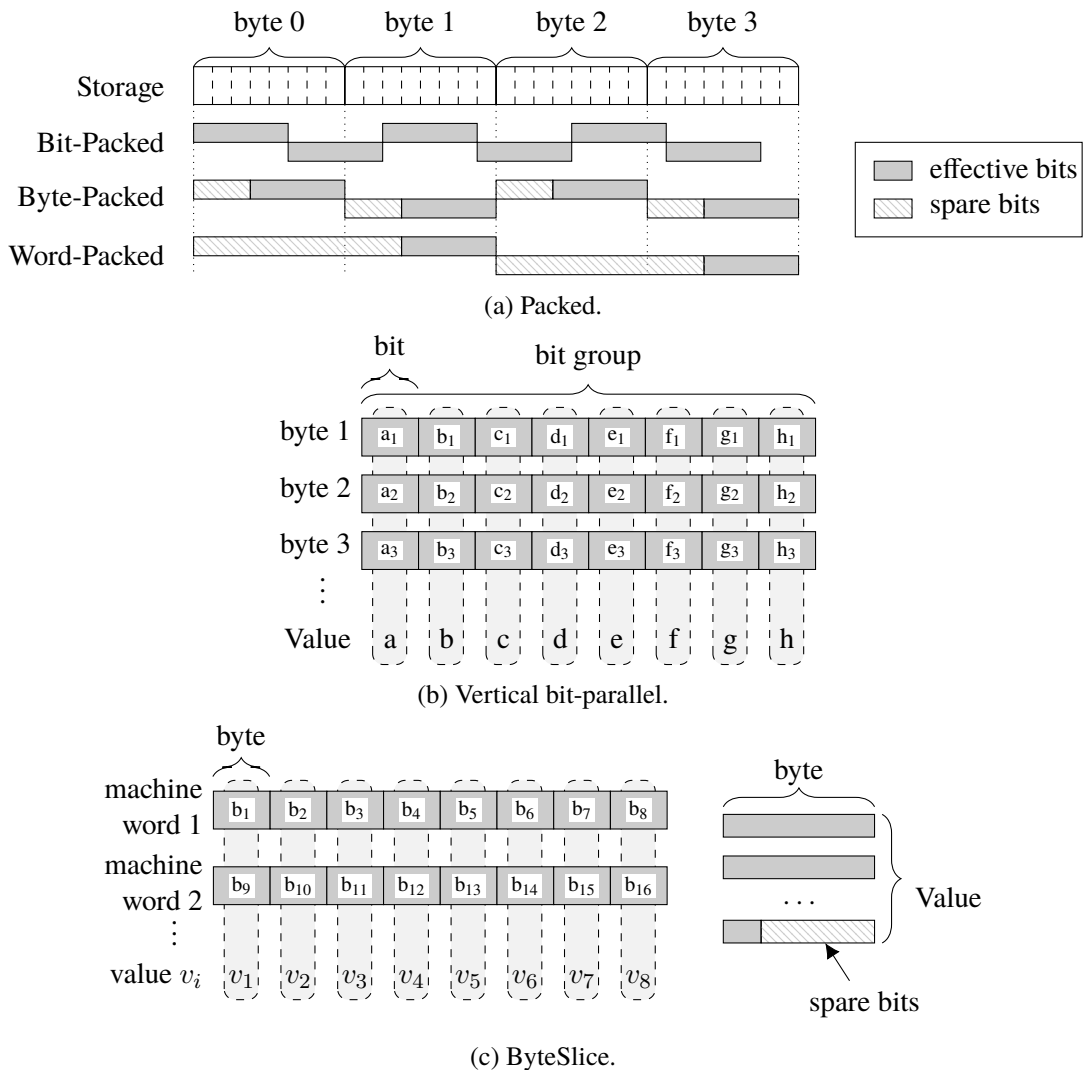 byte 0 byte 1 byte 2 byte 3
Storage
Bit-Packed
Byte-Packed
Word-Packed
effective bits
spare bits
(a) Packed.
bit bit group
byte 1 a₁ b₁ c₁ d₁ e₁ f₁ g₁ h₁
byte 2 a₂ b₂ c₂ d₂ e₂ f₂ g₂ h₂
byte 3 a₃ b₃ c₃ d₃ e₃ f₃ g₃ h₃
⋮
Value a b c d e f g h
(b) Vertical bit-parallel.
byte
machine
word 1 b₁ b₂ b₃ b₄ b₅ b₆ b₇ b₈
machine
word 2 b₉ b₁₀ b₁₁ b₁₂ b₁₃ b₁₄ b₁₅ b₁₆
⋮
value vᵢ v₁ v₂ v₃ v₄ v₅ v₆ v₇ v₈
byte
...
Value
spare bits
(c) ByteSlice.